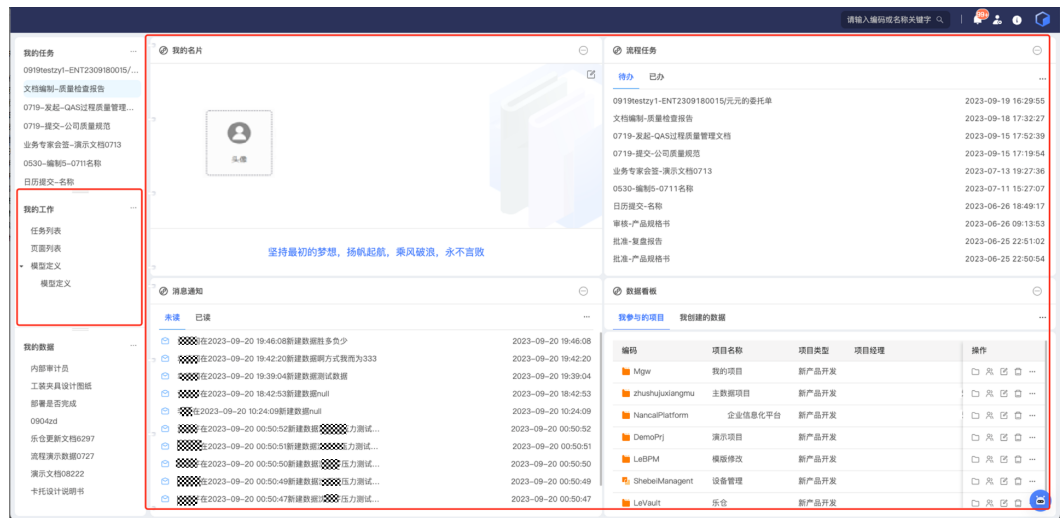 请输入编码或名称关键字
99+
我的任务
0919testzy1-ENT2309180015/...
文档编制-质量检查报告
0719-发起-QAS过程质量管理...
0719-提交-公司质量规范
业务专家会签-演示文档0713
0530-编制5-0711名称
日历提交-名称
我的工作
任务列表
页面列表
模型定义
模型定义
我的数据
内部审计员
工装夹具设计图纸
部署是否完成
0904zd
乐仓更新文档6297
流程演示数据0727
演示文档08222
卡托设计说明书
我的名片
头像
坚持最初的梦想，扬帆起航，乘风破浪，永不言败
流程任务
待办 已办
0919testzy1-ENT2309180015/元元的委托单 2023-09-19 16:29:55
文档编制-质量检查报告 2023-09-18 17:32:27
0719-发起-QAS过程质量管理文档 2023-09-15 17:52:39
0719-提交-公司质量规范 2023-09-15 17:19:54
业务专家会签-演示文档0713 2023-07-13 19:27:36
0530-编制5-0711名称 2023-07-11 15:27:07
日历提交-名称 2023-06-26 18:49:17
审核-产品规格书 2023-06-26 09:13:53
批准-复盘报告 2023-06-25 22:51:02
批准-产品规格书 2023-06-25 22:50:54
消息通知
未读 已读
在2023-09-20 19:46:08新建数据胜多负少 2023-09-20 19:46:08
在2023-09-20 19:42:20新建数据啊方式我而为333 2023-09-20 19:42:20
在2023-09-20 19:39:04新建数据测试数据 2023-09-20 19:39:04
在2023-09-20 18:42:53新建数据null 2023-09-20 18:42:53
在2023-09-20 10:24:09新建数据null 2023-09-20 10:24:09
在2023-09-20 00:50:52新建数据 力测试... 2023-09-20 00:50:52
在2023-09-20 00:50:51新建数据 压力测试... 2023-09-20 00:50:51
在2023-09-20 00:50:50新建数据 压力测试... 2023-09-20 00:50:50
在2023-09-20 00:50:49新建数据 压力测试... 2023-09-20 00:50:49
在2023-09-20 00:50:47新建数据 压力测试... 2023-09-20 00:50:47
数据看板
我参与的项目 我创建的数据
编码 项目名称 项目类型 项目经理 操作
Mgw 我的项目 新产品开发
zhushujuxiangmu 主数据项目 新产品开发
NancalPlatform 企业信息化平台 新产品开发
DemoPrj 演示项目 新产品开发
LeBPM 模版修改 新产品开发
ShebeiManagent 设备管理 新产品开发
LeVault 乐仓 新产品开发